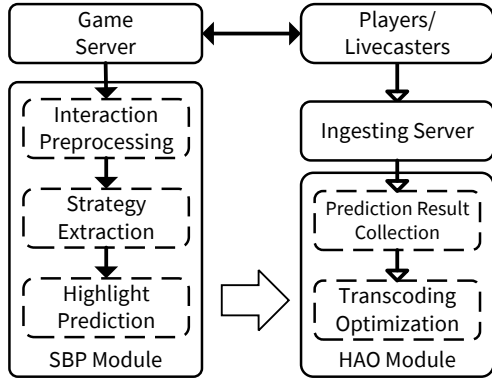 Game
Server
Players/
Livecasters
Interaction
Preprocessing
Strategy
Extraction
Highlight
Prediction
SBP Module
Ingesting Server
Prediction Result
Collection
Transcoding
Optimization
HAO Module